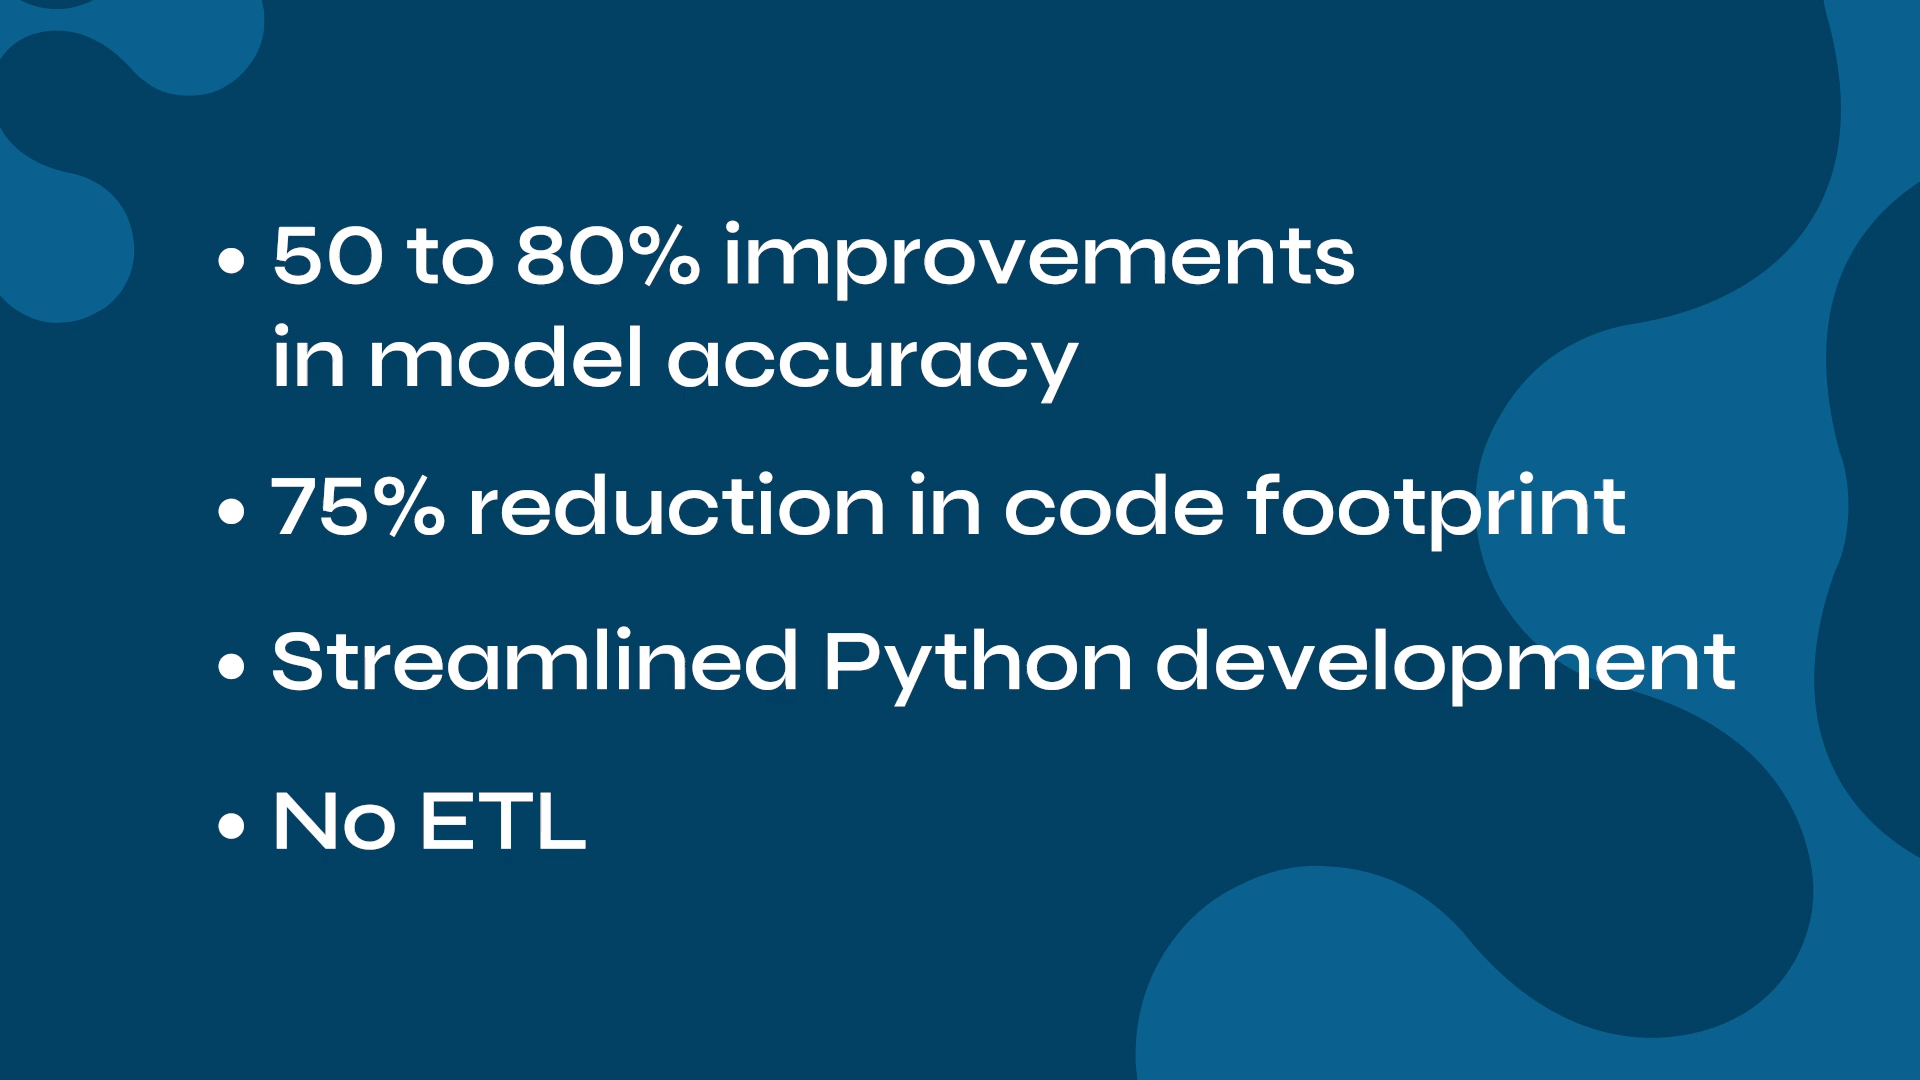 • 50 to 80% improvements
in model accuracy
• 75% reduction in code footprint
• Streamlined Python development
• No ETL